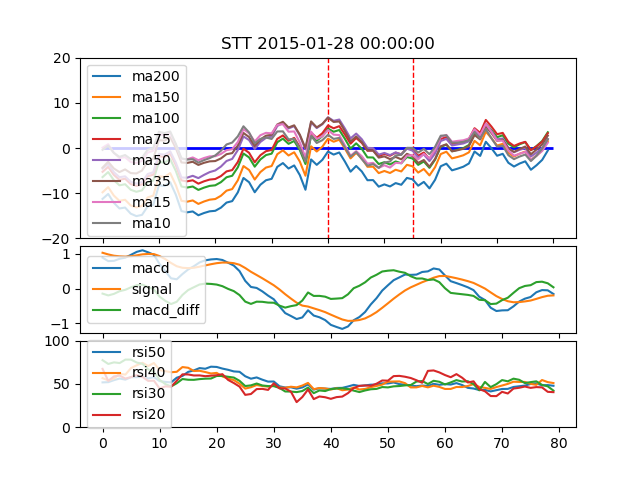 STT 2015-01-28 00:00:00
20
10
0
−10
−20
ma200
ma150
ma100
ma75
ma50
ma35
ma15
ma10
1
0
−1
macd
signal
macd_diff
100
50
0
rsi50
rsi40
rsi30
rsi20
0 10 20 30 40 50 60 70 80